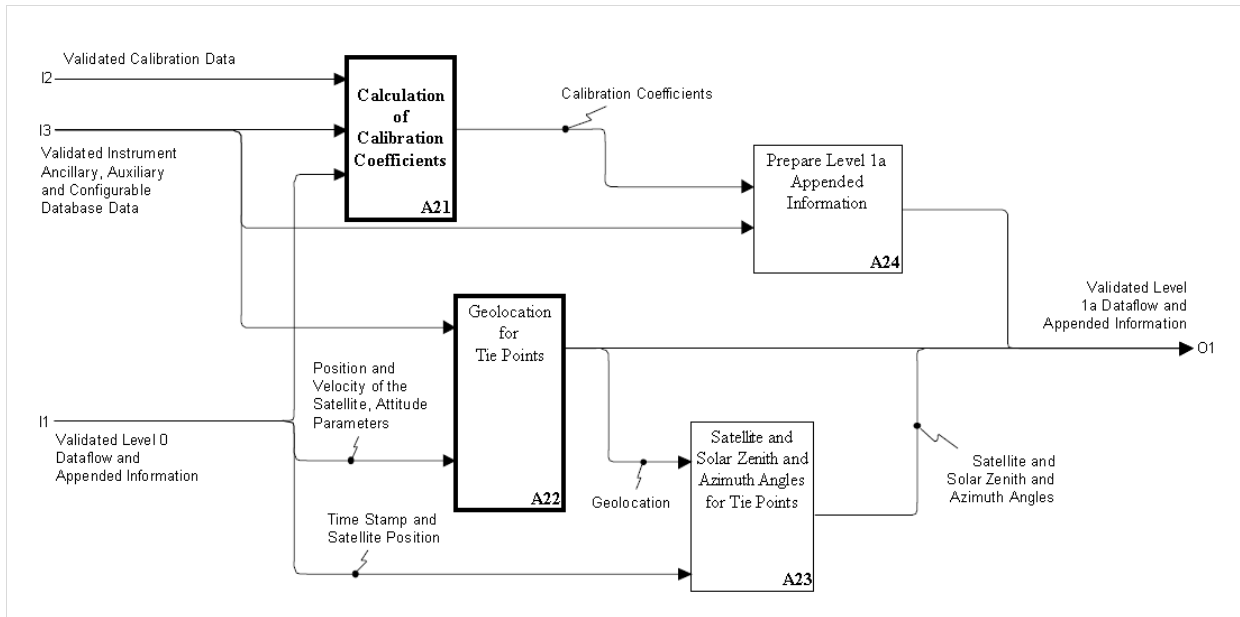 Validated Calibration Data
I2
I3
Validated Instrument
Ancillary, Auxiliary
and Configurable
Database Data
Calculation
of
Calibration
Coefficients
A21
Calibration Coefficients
Prepare Level 1a
Appended
Information
A24
Geolocation
for
Tie Points
A22
Validated Level
1a Dataflow and
Appended Information
O1
Position and
Velocity of the
Satellite, Attitude
Parameters
I1
Validated Level 0
Dataflow and
Appended Information
Time Stamp and
Satellite Position
Geolocation
Satellite and
Solar Zenith and
Azimuth Angles
for Tie Points
A23
Satellite and
Solar Zenith and
Azimuth Angles